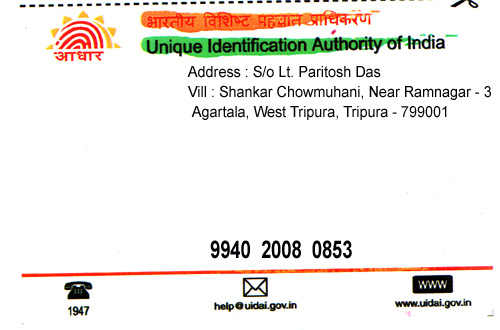 भारतीय विशिष्ट पहचान प्राधिकरण
आधार
Unique Identification Authority of India
Address : S/o Lt. Paritosh Das
Vill : Shankar Chowmuhani, Near Ramnagar - 3
Agartala, West Tripura, Tripura - 799001
9940 2008 0853
1947
help@uidai.gov.in
WWW
www.uidai.gov.in